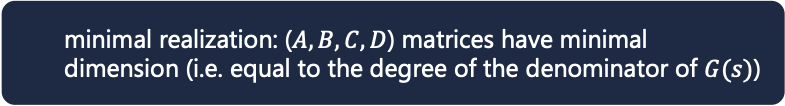 minimal realization: (A, B, C, D) matrices have minimal
dimension (i.e. equal to the degree of the denominator of G(s))